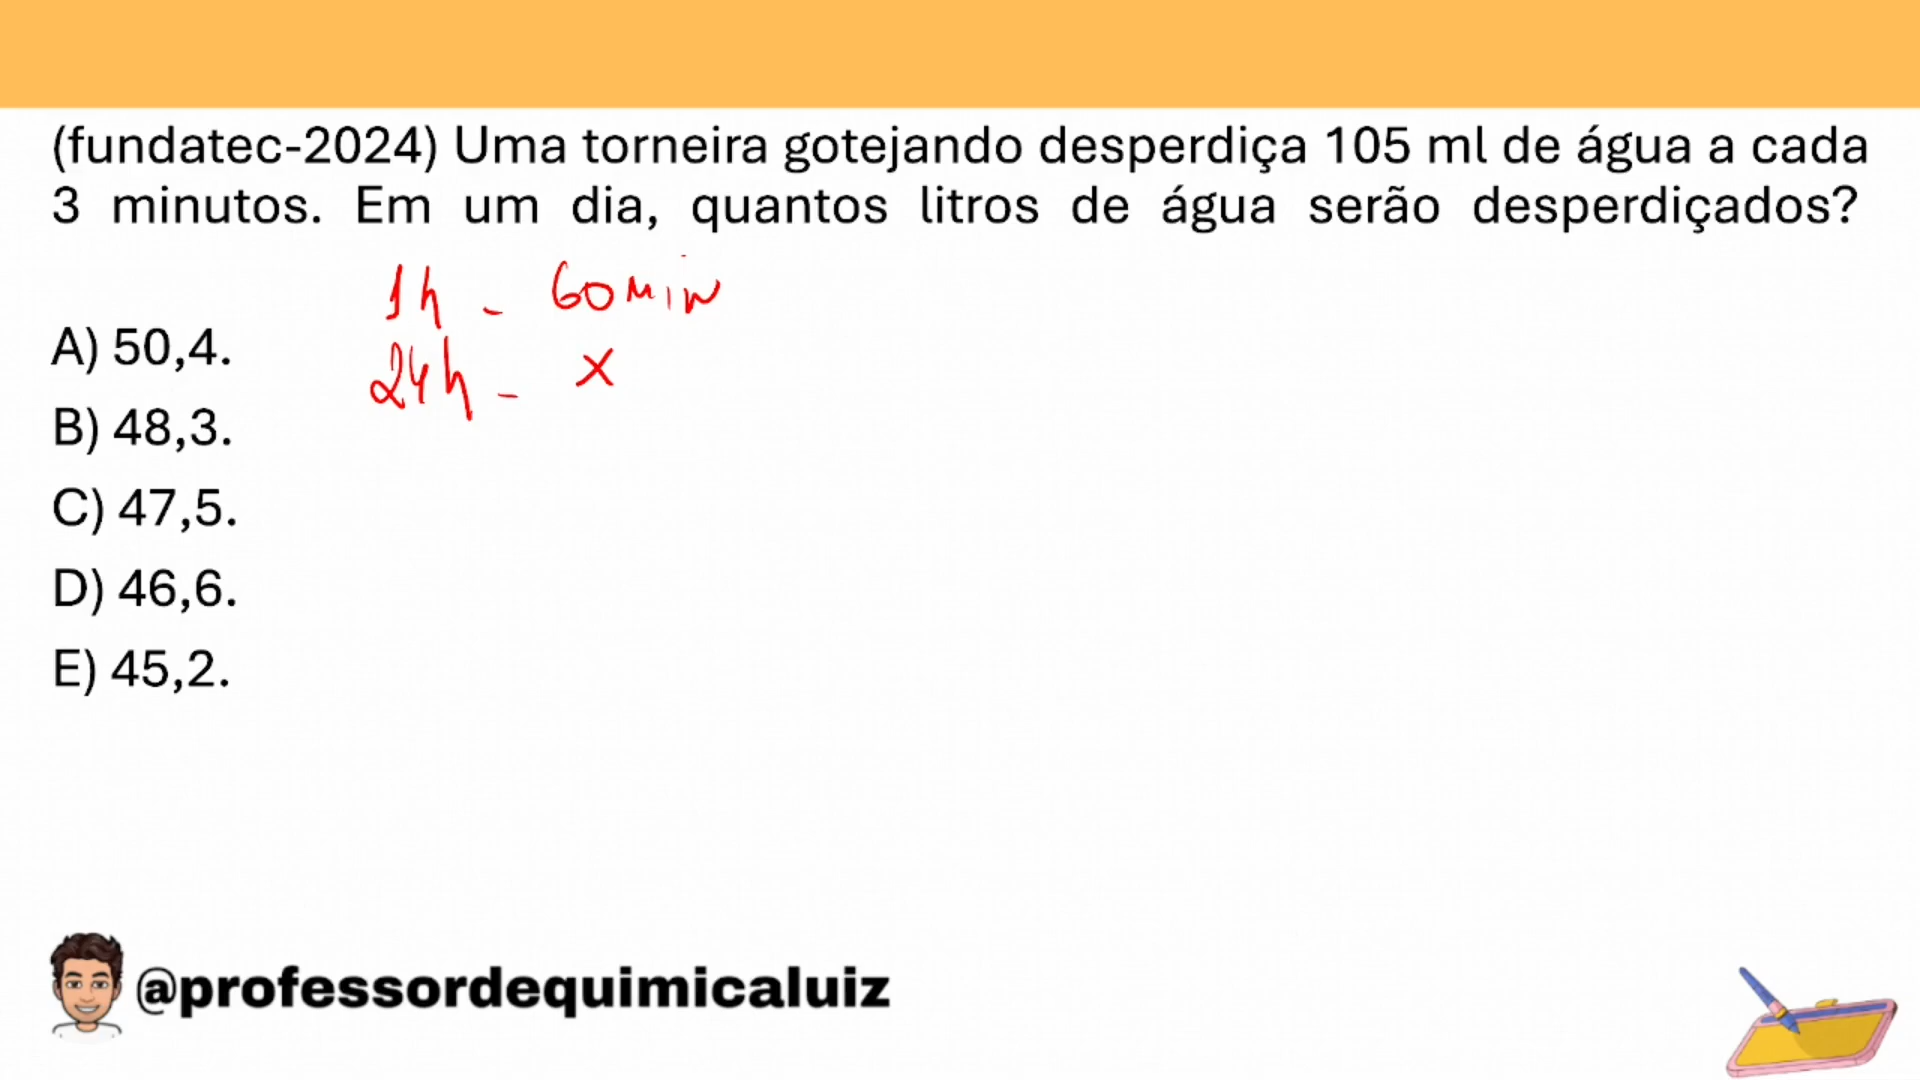 (fundatec-2024) Uma torneira gotejando desperdiça 105 ml de água a cada
3 minutos. Em um dia, quantos litros de água serão desperdiçados?
1h - 60min
24h - x
A) 50,4.
B) 48,3.
C) 47,5.
D) 46,6.
E) 45,2.
@professordequimicaluiz